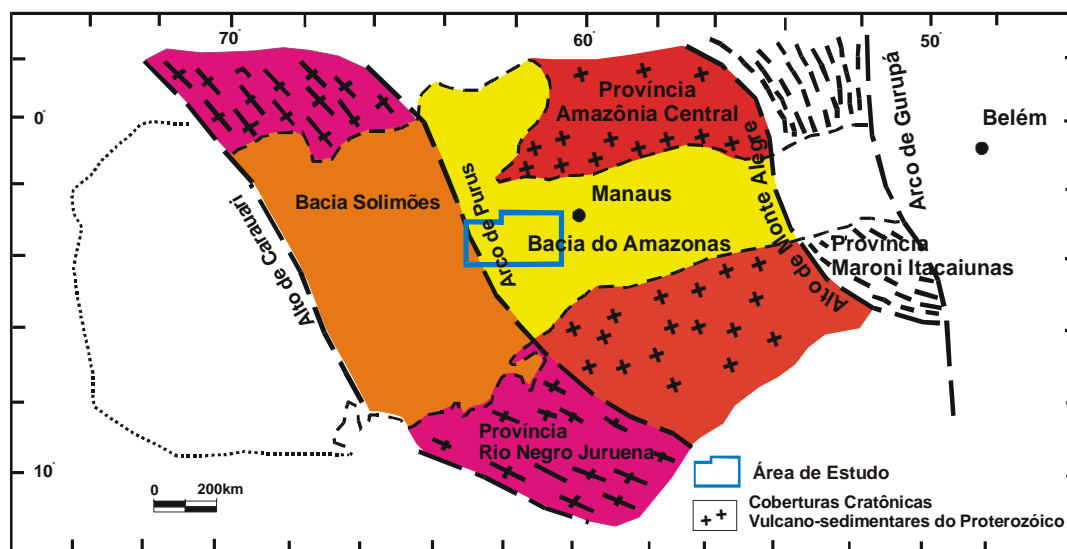 70°
60°
50°
0°
10°
Província
Amazônia Central
Arco de Gurupá
Belém
Alto de Monte Alegre
Bacia Solimões
Arco de Purus
Manaus
Bacia do Amazonas
Alto de Carauari
Província
Maroni Itacaiunas
Província
Rio Negro Juruena
0 200km
Área de Estudo
Coberturas Cratônicas
Vulcano-sedimentares do Proterozóico